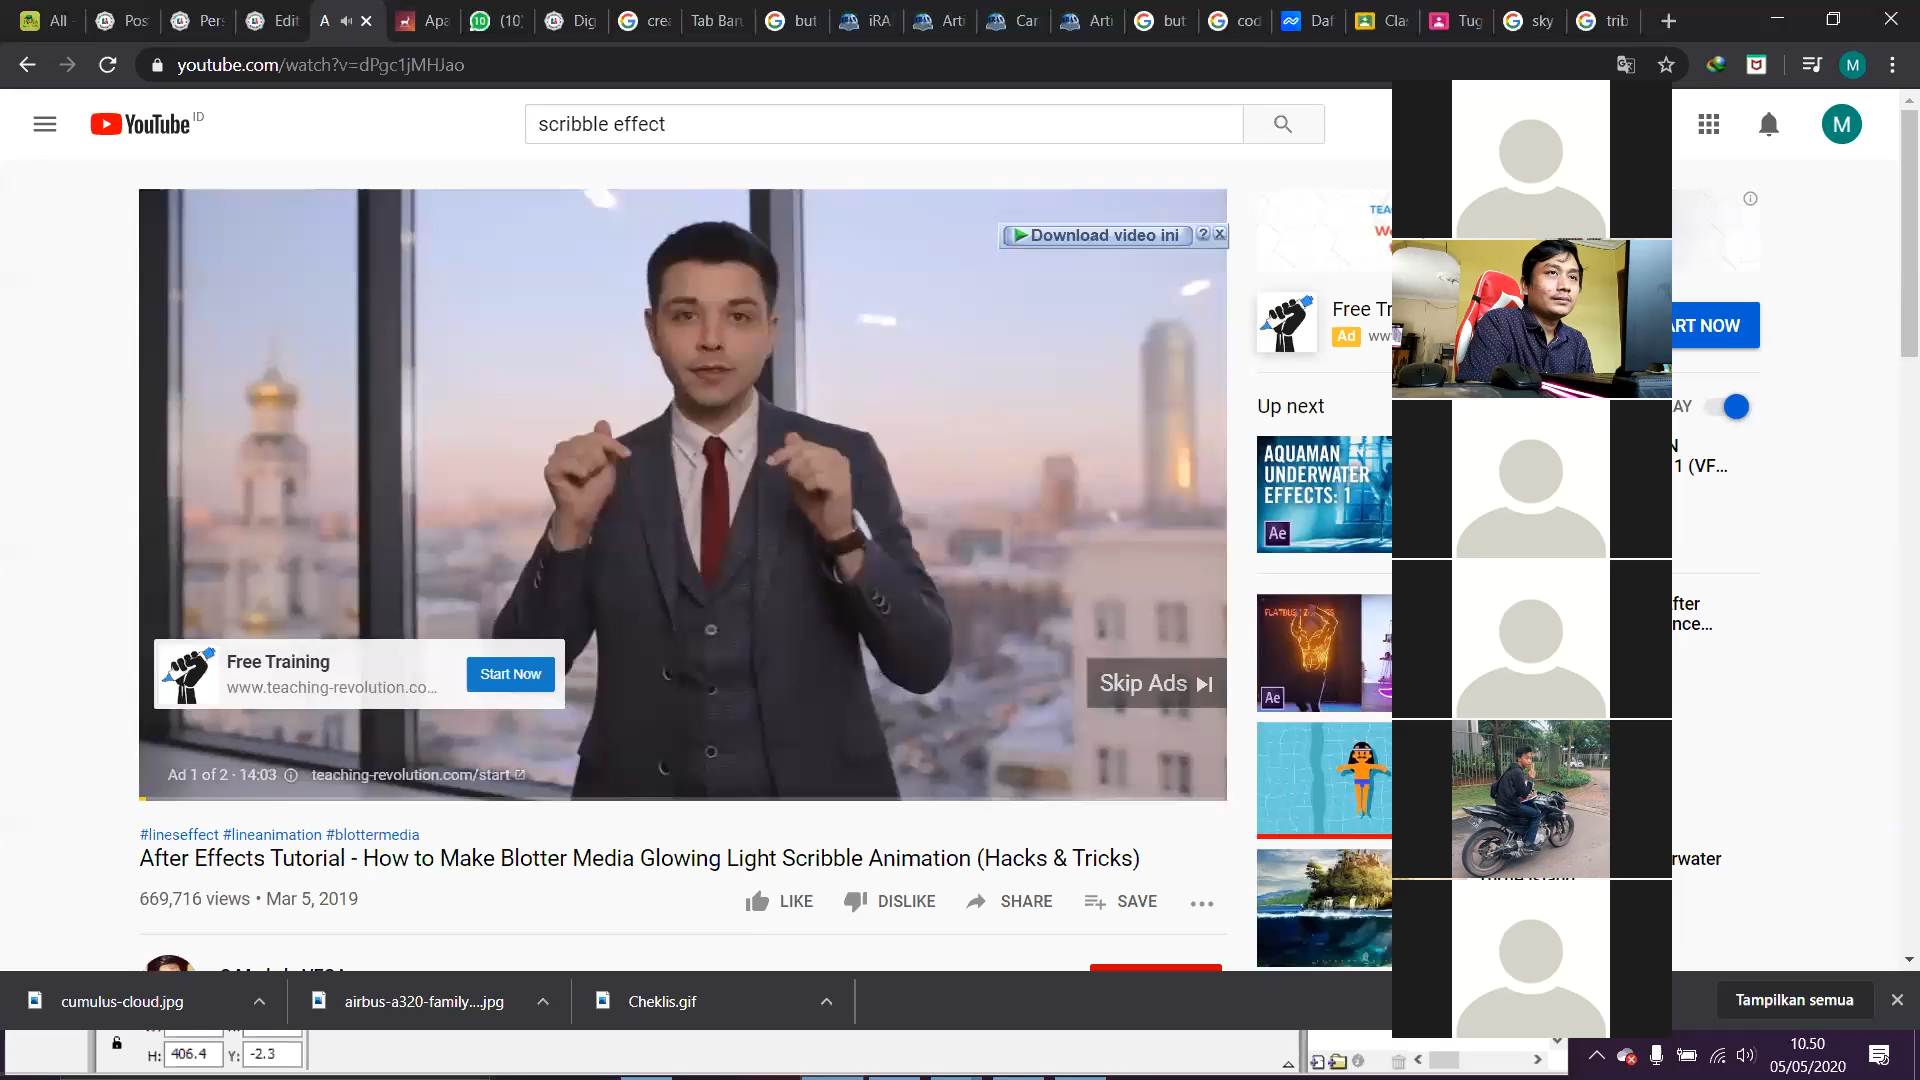 All
Pos
Per
Edit
A
Apa
(10)
Dig
crea
Tab Ban
but
iRA
Arti
Car
Arti
but
cod
Daf
Cla
Tug
sky
trib
youtube.com/watch?v=dPgc1jMHJao
M
YouTube ID
scribble effect
M
Download video ini ? x
TEA
We
Free Tr
Ad ww
ART NOW
Up next
AY
AQUAMAN
UNDERWATER
EFFECTS: 1
Ae
1 (VF...
Free Training
www.teaching-revolution.co...
Start Now
Skip Ads
Ad 1 of 2 · 14:03 teaching-revolution.com/start
Ae
fter
nce...
rwater
#lineseffect #lineanimation #blottermedia
After Effects Tutorial - How to Make Blotter Media Glowing Light Scribble Animation (Hacks & Tricks)
669,716 views • Mar 5, 2019
LIKE
DISLIKE
SHARE
SAVE
cumulus-cloud.jpg
airbus-a320-family....jpg
Cheklis.gif
Tampilkan semua
H: 406.4 Y: -2.3
10.50
05/05/2020